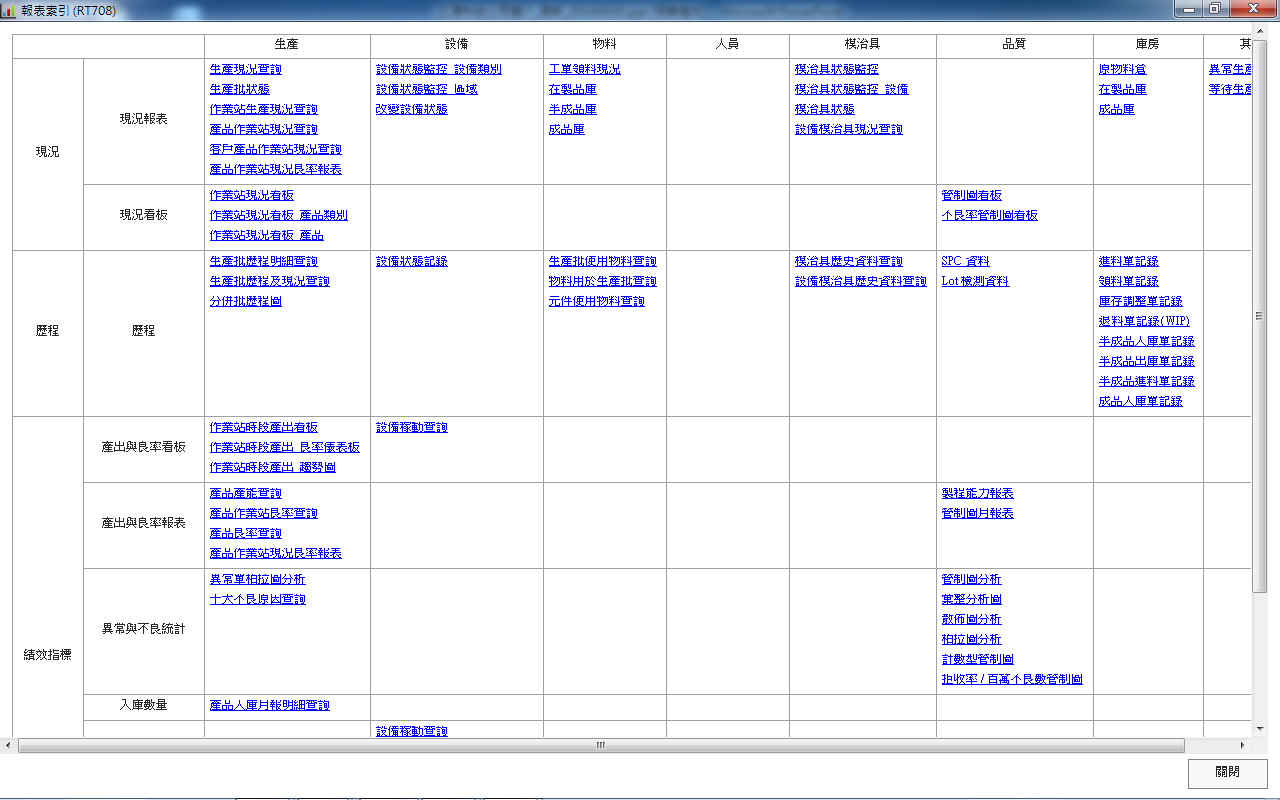 報表索引 (RT708)
生產 設備 物料 人員 模治具 品質 庫房 其
現況
現況報表
生產現況查詢
生產批狀態
作業站生產現況查詢
產品作業站現況查詢
客戶產品作業站現況查詢
產品作業站現況良率報表
設備狀態監控_設備類別
設備狀態監控_區域
改變設備狀態
工單領料現況
在製品庫
半成品庫
成品庫
模治具狀態監控
模治具狀態監控_設備
模治具狀態
設備模治具現況查詢
原物料倉
在製品庫
成品庫
異常生產
等待生產
現況看板
作業站現況看板
作業站現況看板_產品類別
作業站現況看板_產品
管制圖看板
不良率管制圖看板
歷程
歷程
生產批歷程明細查詢
生產批歷程及現況查詢
分併批歷程圖
設備狀態記錄
生產批使用物料查詢
物料用於生產批查詢
元件使用物料查詢
模治具歷史資料查詢
設備模治具歷史資料查詢
SPC 資料
Lot 檢測資料
進料單記錄
領料單記錄
庫存調整單記錄
退料單記錄(WIP)
半成品入庫單記錄
半成品出庫單記錄
半成品進料單記錄
成品入庫單記錄
績效指標
產出與良率看板
作業站時段產出看板
作業站時段產出_良率儀表板
作業站時段產出_趨勢圖
設備稼動查詢
產出與良率報表
產品產能查詢
產品作業站良率查詢
產品良率查詢
產品作業站現況良率報表
製程能力報表
管制圖月報表
異常與不良統計
異常單柏拉圖分析
十大不良原因查詢
管制圖分析
彙整分析圖
散佈圖分析
柏拉圖分析
計數型管制圖
拒收率 / 百萬不良數管制圖
入庫數量
產品入庫月報明細查詢
設備稼動查詢
關閉